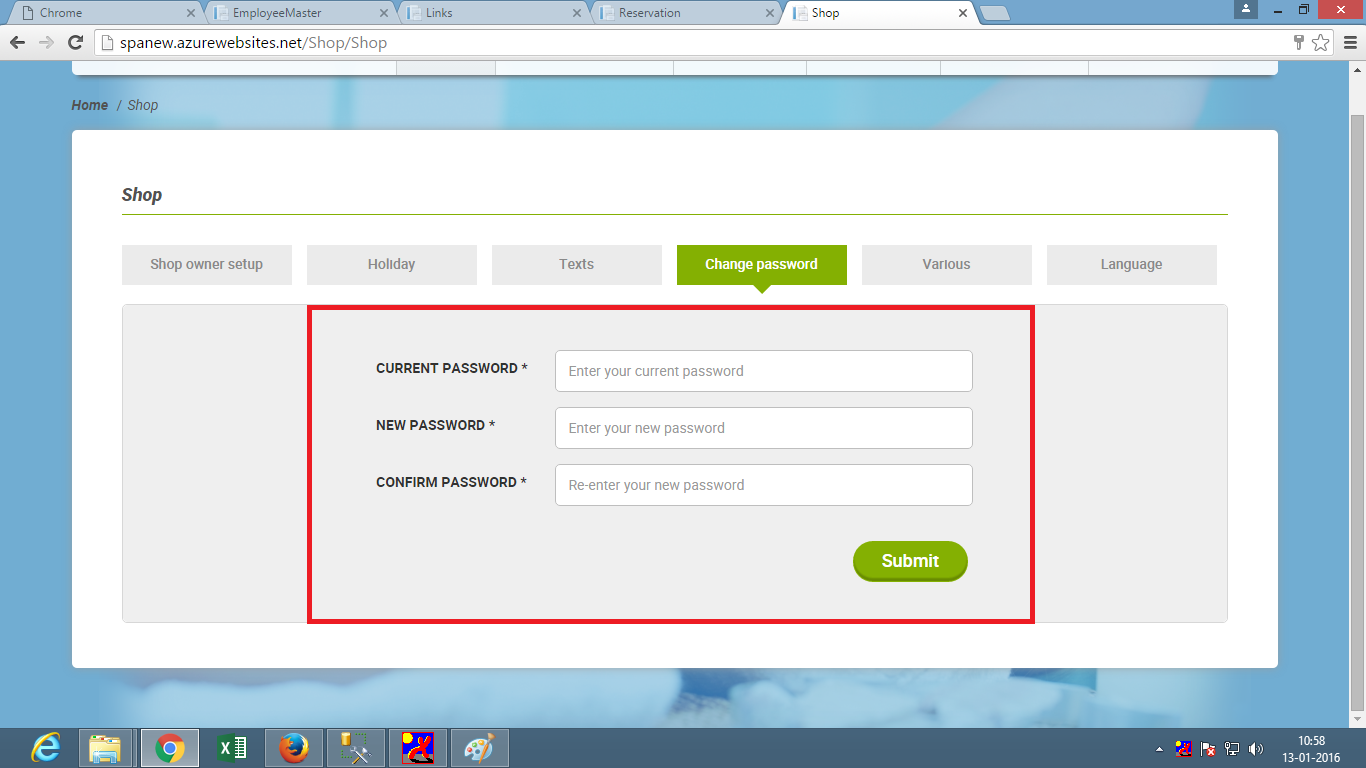 Chrome
EmployeeMaster
Links
Reservation
Shop
spanew.azurewebsites.net/Shop/Shop
Home / Shop
Shop
Shop owner setup
Holiday
Texts
Change password
Various
Language
CURRENT PASSWORD *
Enter your current password
NEW PASSWORD *
Enter your new password
CONFIRM PASSWORD *
Re-enter your new password
Submit
10:58
13-01-2016